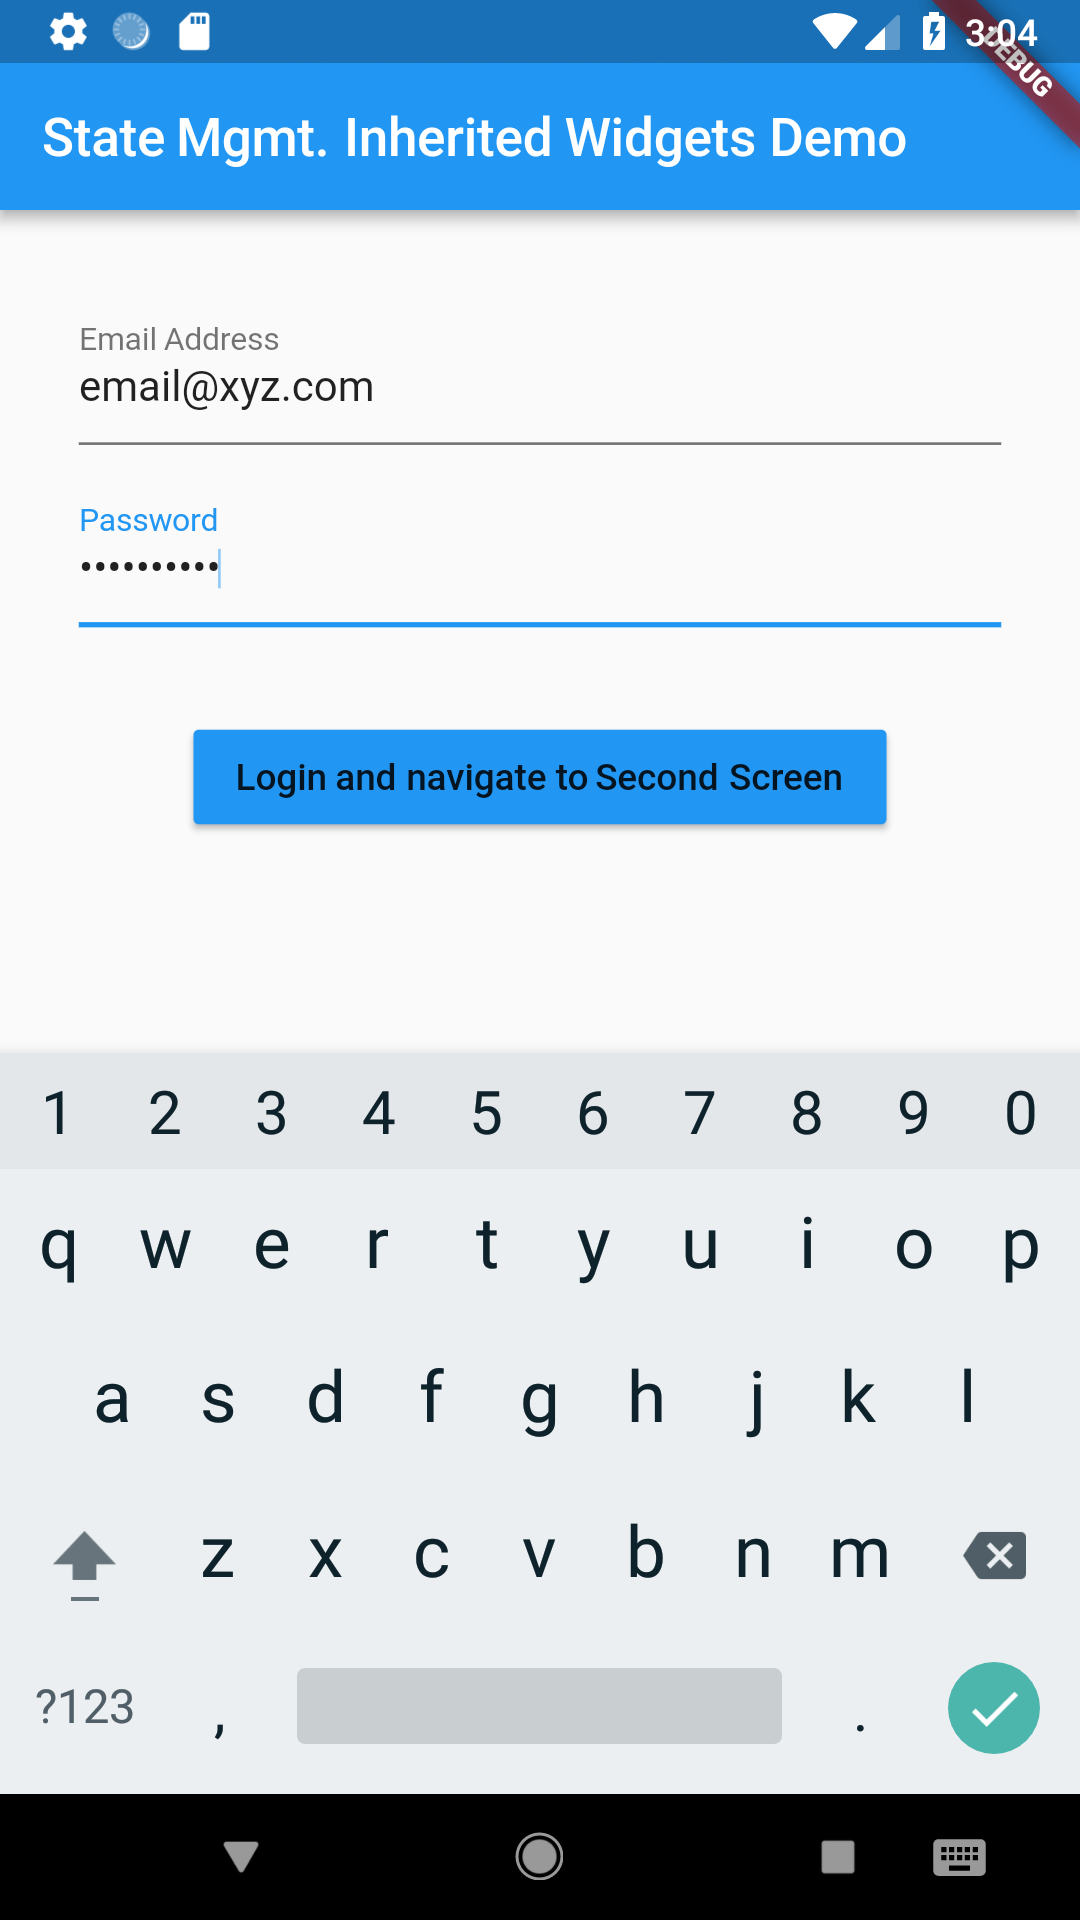 3:04
DEBUG
State Mgmt. Inherited Widgets Demo
Email Address
email@xyz.com
Password
••••••••••
Login and navigate to Second Screen
1 2 3 4 5 6 7 8 9 0
q w e r t y u i o p
a s d f g h j k l
z x c v b n m
?123 , .